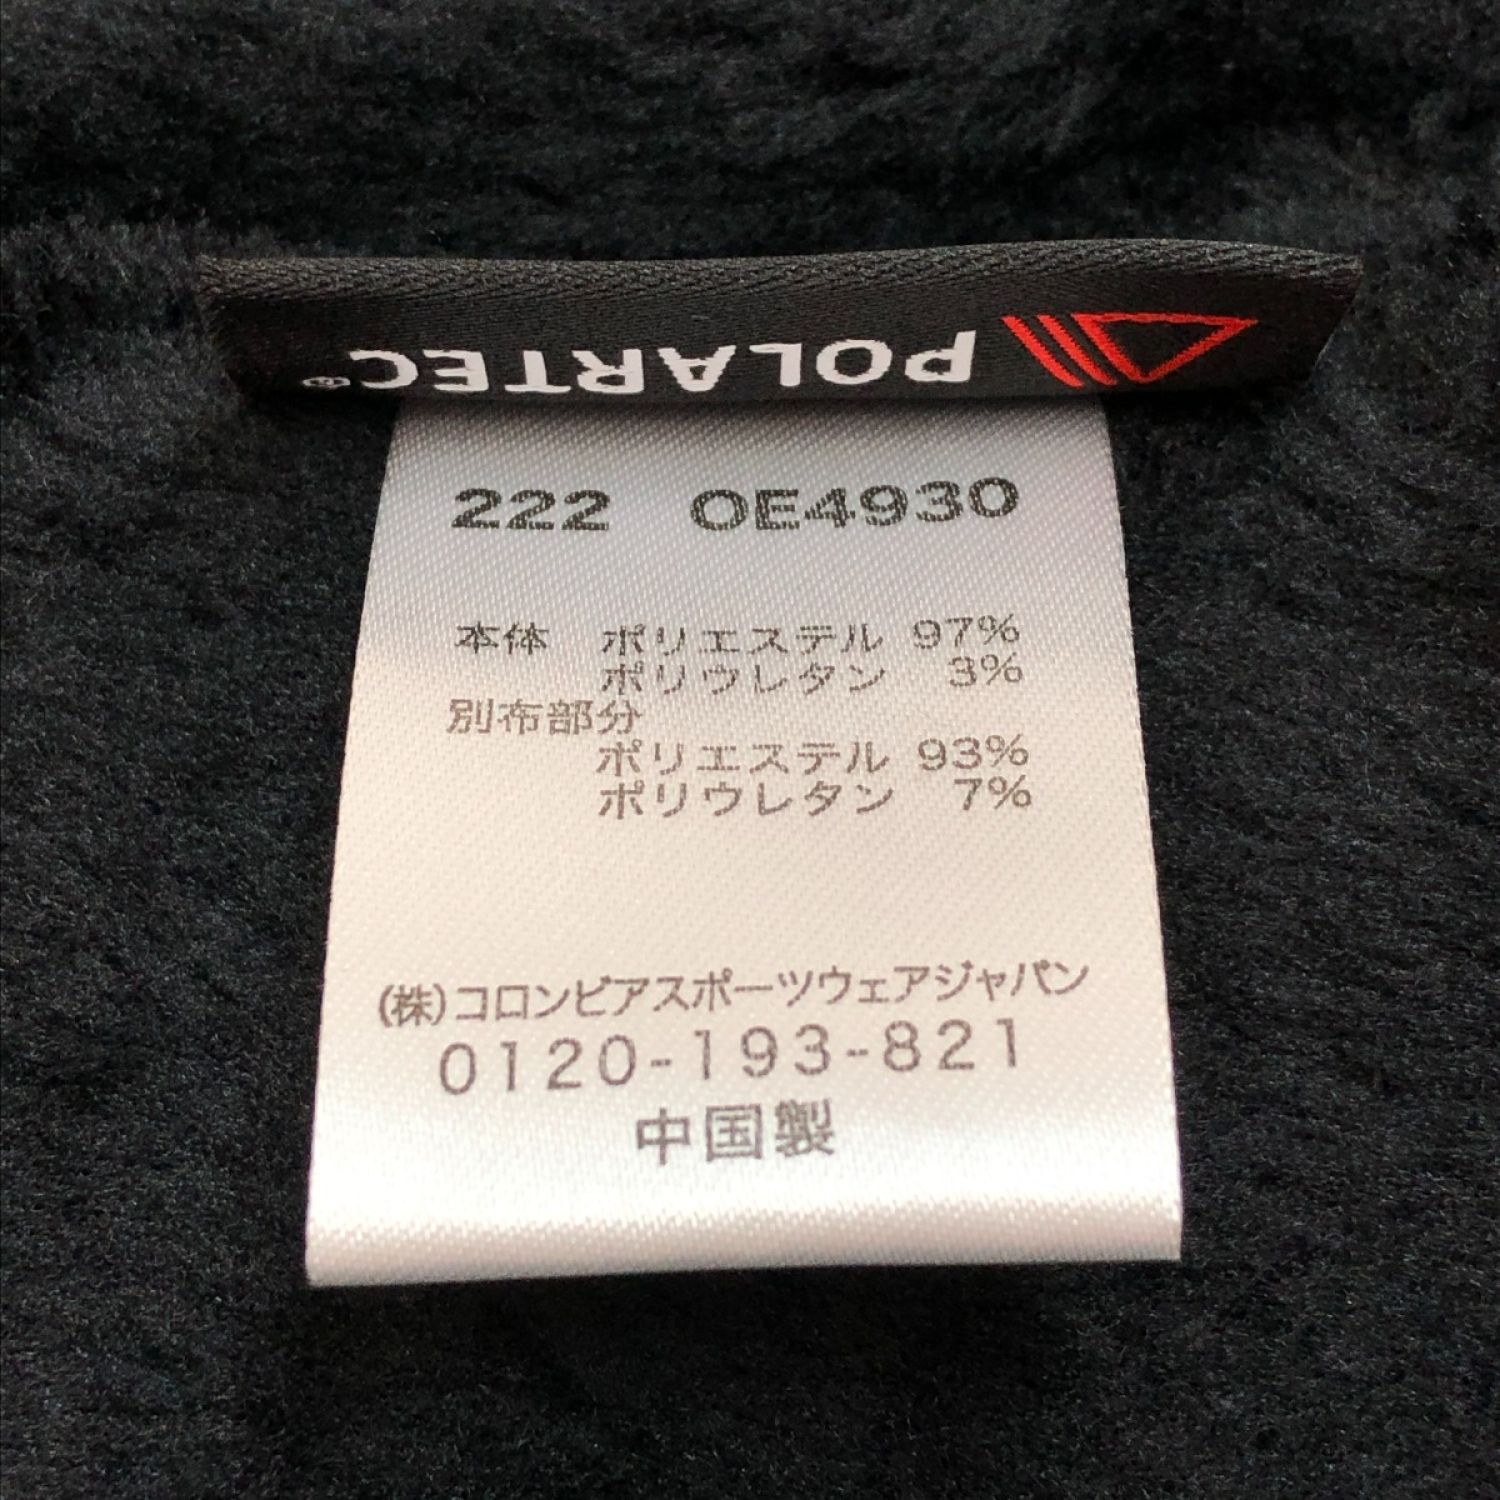 POLARTEC®
222 OE4930
本体 ポリエステル 97%
ポリウレタン 3%
別布部分
ポリエステル 93%
ポリウレタン 7%
(株)コロンビアスポーツウェアジャパン
0120-193-821
中国製